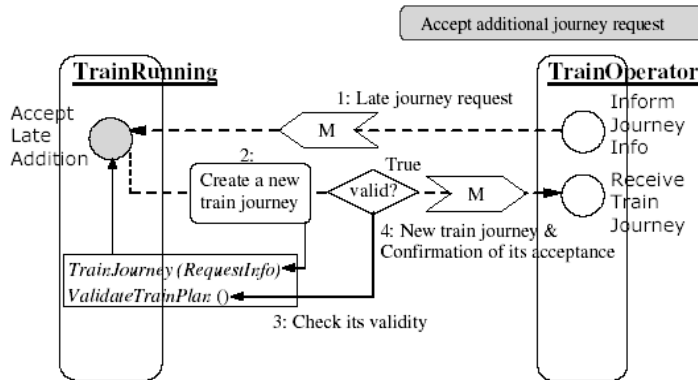 Accept additional journey request
TrainRunning
TrainOperator
1: Late journey request
Accept
Late
Addition
M
Inform
Journey
Info
2:
Create a new
train journey
True
valid?
M
Receive
Train
Journey
4: New train journey &
Confirmation of its acceptance
TrainJourney (RequestInfo)
ValidateTrainPlan ()
3: Check its validity